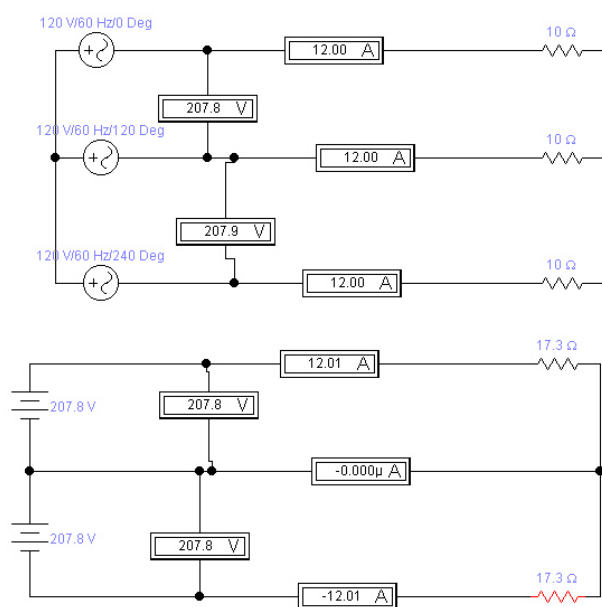 120 V/60 Hz/0 Deg
10 Ω
12.00 A
207.8 V
120 V/60 Hz/120 Deg
10 Ω
12.00 A
207.9 V
120 V/60 Hz/240 Deg
10 Ω
12.00 A
17.3 Ω
12.01 A
207.8 V
207.8 V
-0.000µ A
207.8 V
207.8 V
17.3 Ω
-12.01 A